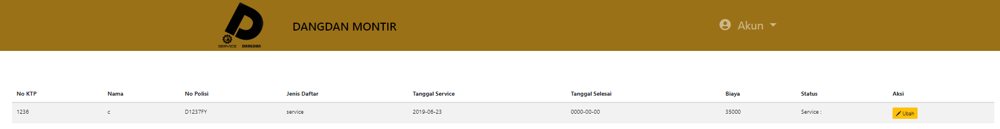 SERVICE DANGDAN
DANGDAN MONTIR
Akun
No KTP Nama No Polisi Jenis Daftar Tanggal Service Tanggal Selesai Biaya Status Aksi
1236 c D1237FY service 2019-06-23 0000-00-00 35000 Service : Ubah